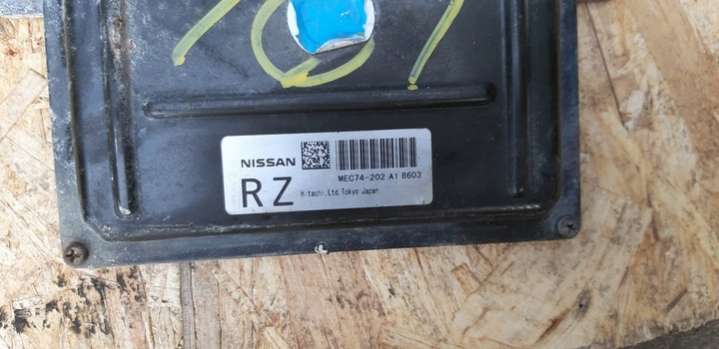 NISSAN
MEC74-202 A1 8603
RZ
Hitachi,Ltd.Tokyo Japan